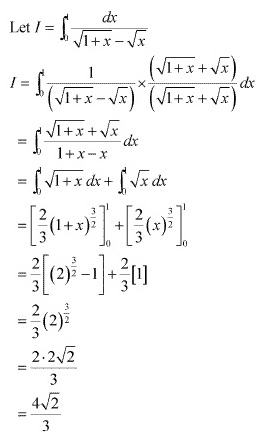 Let I = ∫₀¹ dx / (√(1+x) − √x)
I = ∫₀¹ 1 / (√(1+x) − √x) × (√(1+x) + √x) / (√(1+x) + √x) dx
= ∫₀¹ (√(1+x) + √x) / (1+x−x) dx
= ∫₀¹ √(1+x) dx + ∫₀¹ √x dx
= [2/3 (1+x)^(3/2)]₀¹ + [2/3 (x)^(3/2)]₀¹
= 2/3 [(2)^(3/2) − 1] + 2/3 [1]
= 2/3 (2)^(3/2)
= 2·2√2 / 3
= 4√2 / 3